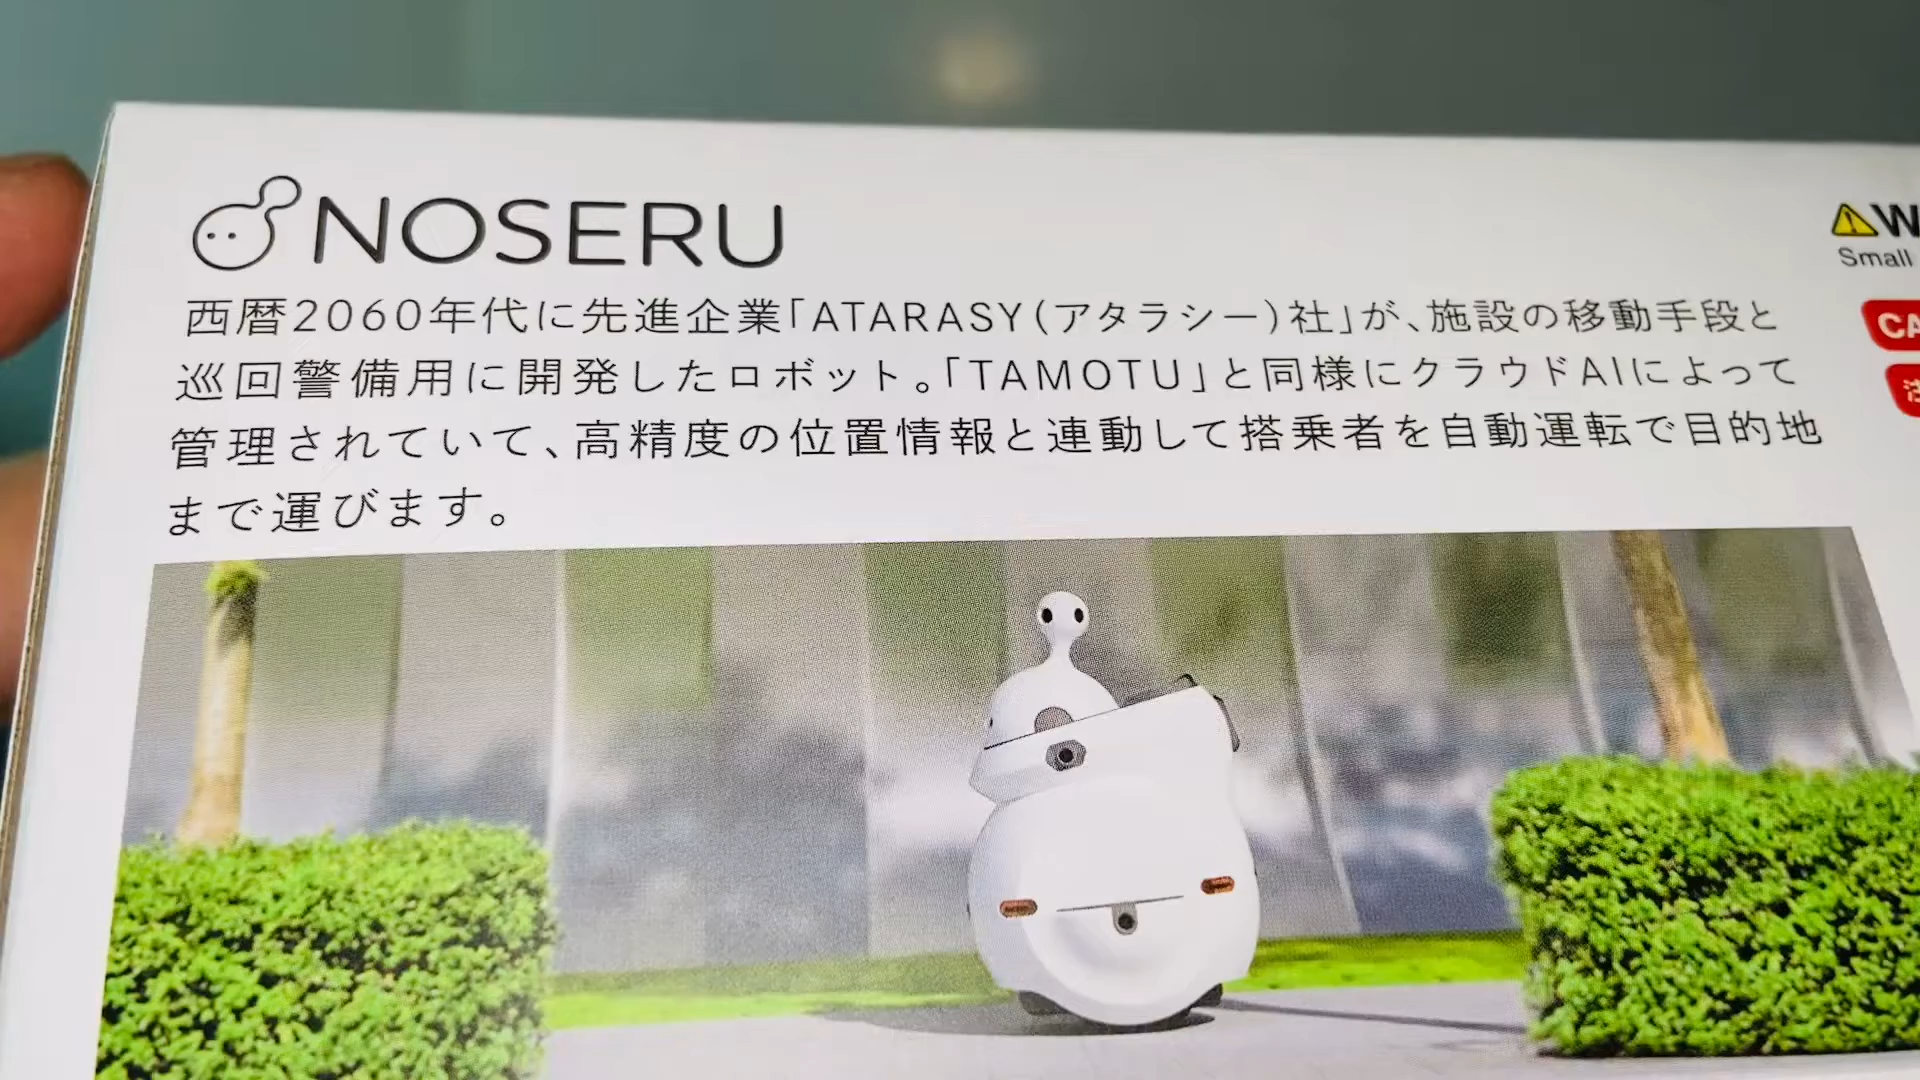 NOSERU
西暦2060年代に先進企業「ATARASY(アタラシー)社」が、施設の移動手段と
巡回警備用に開発したロボット。「TAMOTU」と同様にクラウドAIによって
管理されていて、高精度の位置情報と連動して搭乗者を自動運転で目的地
まで運びます。
Small